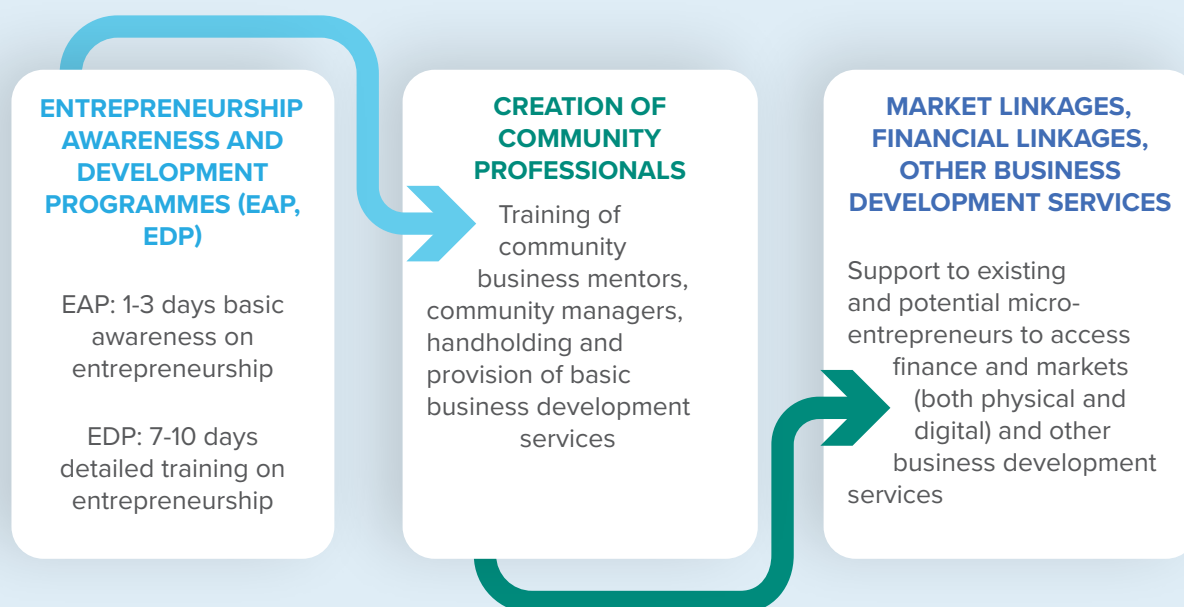 ENTREPRENEURSHIP
AWARENESS AND
DEVELOPMENT
PROGRAMMES (EAP,
EDP)
EAP: 1-3 days basic
awareness on
entrepreneurship
EDP: 7-10 days
detailed training on
entrepreneurship
CREATION OF
COMMUNITY
PROFESSIONALS
Training of
community
business mentors,
community managers,
handholding and
provision of basic
business development
services
MARKET LINKAGES,
FINANCIAL LINKAGES,
OTHER BUSINESS
DEVELOPMENT SERVICES
Support to existing
and potential micro-
entrepreneurs to access
finance and markets
(both physical and
digital) and other
business development
services